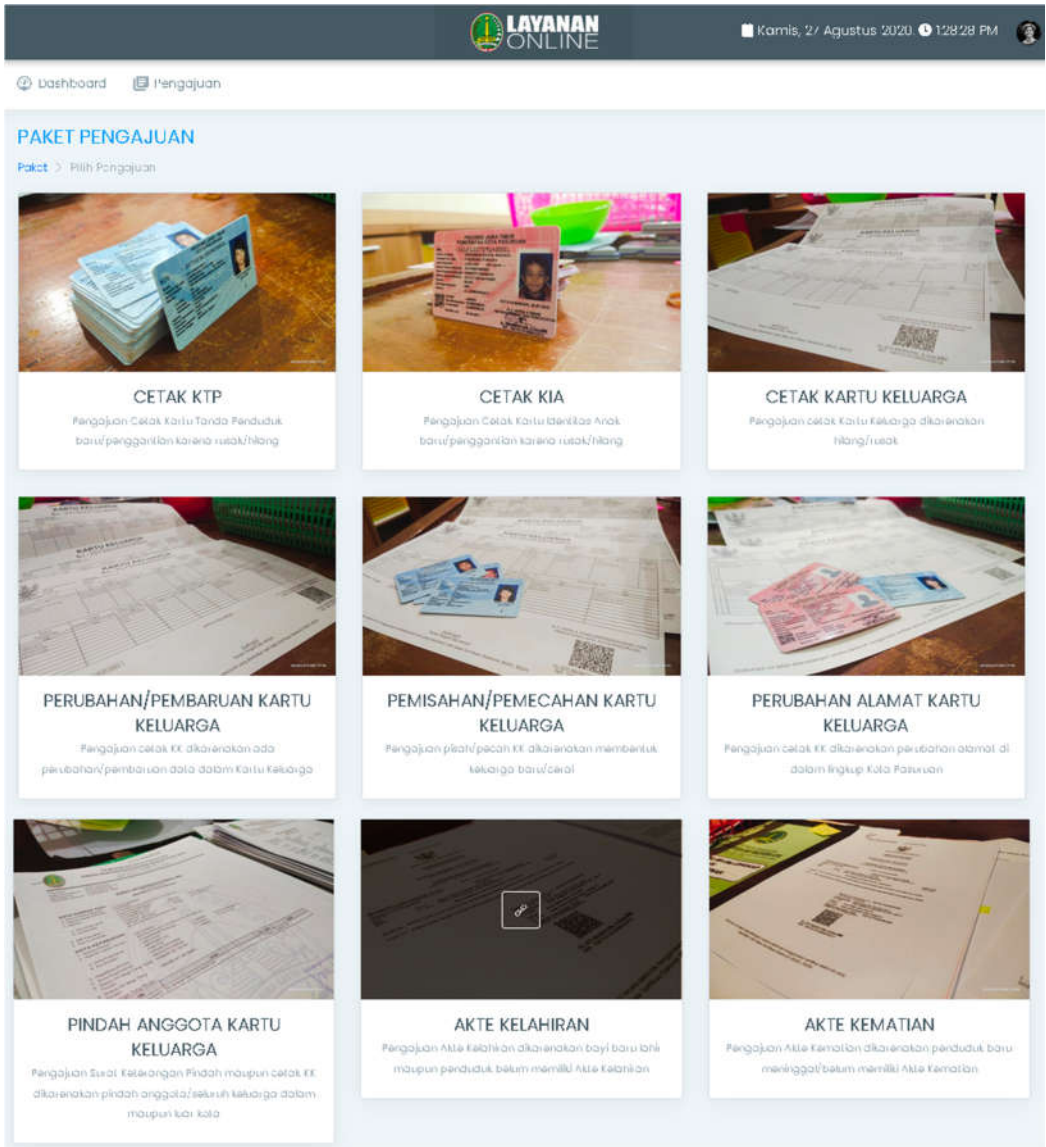 LAYANAN
ONLINE
Kamis, 27 Agustus 2020 1:28:28 PM
Dashboard Pengajuan
PAKET PENGAJUAN
Paket > Pilih Pengajuan
CETAK KTP
Pengajuan Cetak Kartu Tanda Penduduk
baru/penggantian karena rusak/hilang
CETAK KIA
Pengajuan Cetak Kartu Identitas Anak
baru/penggantian karena rusak/hilang
CETAK KARTU KELUARGA
Pengajuan cetak Kartu Keluarga dikarenakan
hilang/rusak
PERUBAHAN/PEMBARUAN KARTU
KELUARGA
Pengajuan cetak KK dikarenakan ada
perubahan/pembaruan data dalam Kartu Keluarga
PEMISAHAN/PEMECAHAN KARTU
KELUARGA
Pengajuan pisah/pecah KK dikarenakan membentuk
keluarga baru/cerai
PERUBAHAN ALAMAT KARTU
KELUARGA
Pengajuan cetak KK dikarenakan perubahan alamat di
dalam lingkup Kota Pasuruan
PINDAH ANGGOTA KARTU
KELUARGA
Pengajuan Surat Keterangan Pindah maupun cetak KK
dikarenakan pindah anggota/seluruh keluarga dalam
maupun luar kota
AKTE KELAHIRAN
Pengajuan Akte Kelahiran dikarenakan bayi baru lahir
maupun penduduk belum memiliki Akte Kelahiran
AKTE KEMATIAN
Pengajuan Akte Kematian dikarenakan penduduk baru
meninggal/belum memiliki Akte Kematian